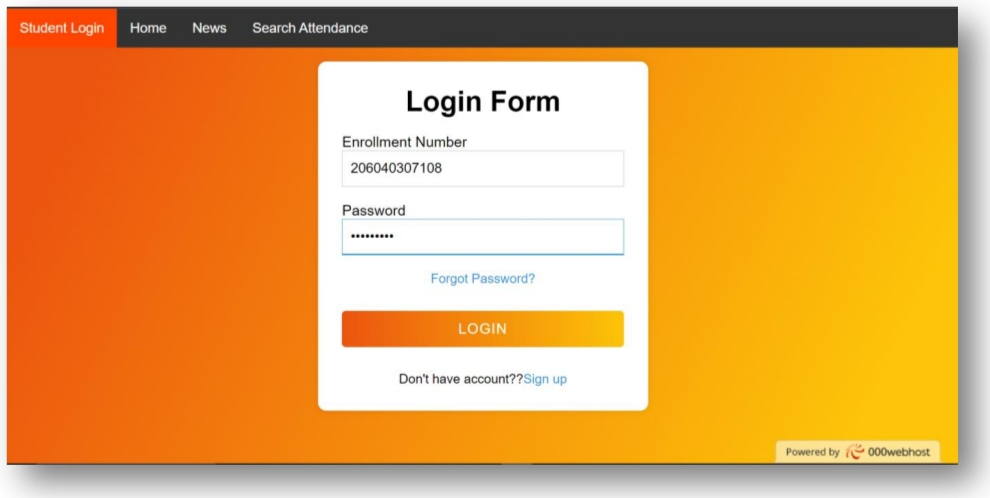 Student Login Home News Search Attendance
Login Form
Enrollment Number
206040307108
Password
•••••••••
Forgot Password?
LOGIN
Don't have account??Sign up
Powered by 000webhost